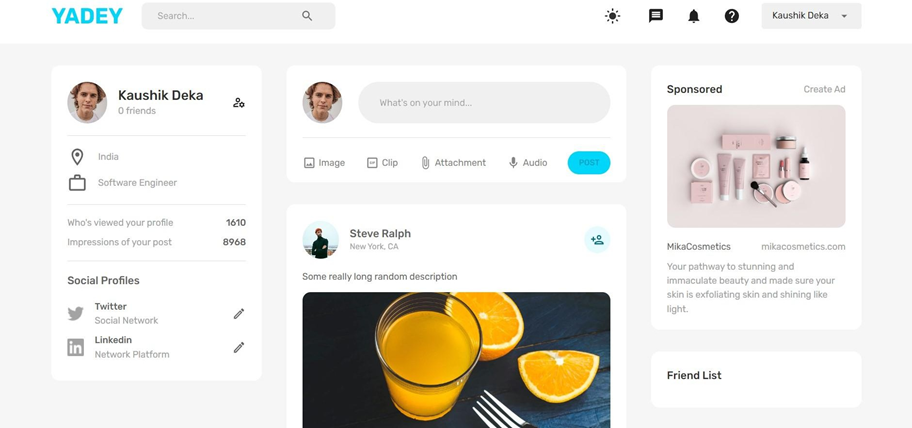 YADEY
Search...
Kaushik Deka
Kaushik Deka
0 friends
India
Software Engineer
Who's viewed your profile 1610
Impressions of your post 8968
Social Profiles
Twitter
Social Network
Linkedin
Network Platform
What's on your mind...
Image Clip Attachment Audio POST
Steve Ralph
New York, CA
Some really long random description
Sponsored Create Ad
MikaCosmetics mikacosmetics.com
Your pathway to stunning and
immaculate beauty and made sure your
skin is exfoliating skin and shining like
light.
Friend List